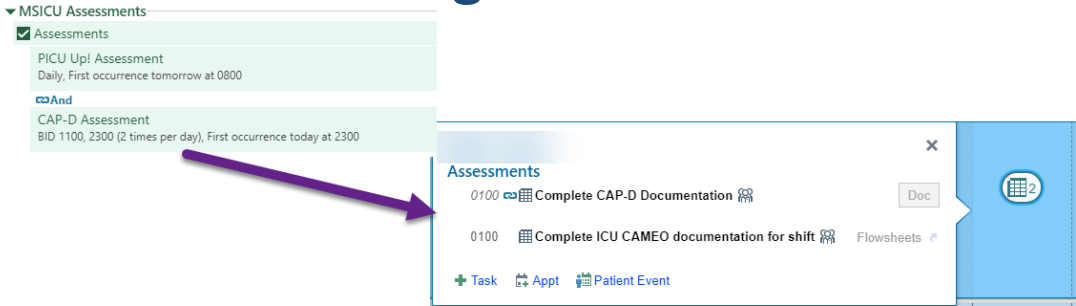 MSICU Assessments
Assessments
PICU Up! Assessment
Daily, First occurrence tomorrow at 0800
And
CAP-D Assessment
BID 1100, 2300 (2 times per day), First occurrence today at 2300
Assessments
0100 Complete CAP-D Documentation Doc
0100 Complete ICU CAMEO documentation for shift Flowsheets
Task Appt Patient Event
2